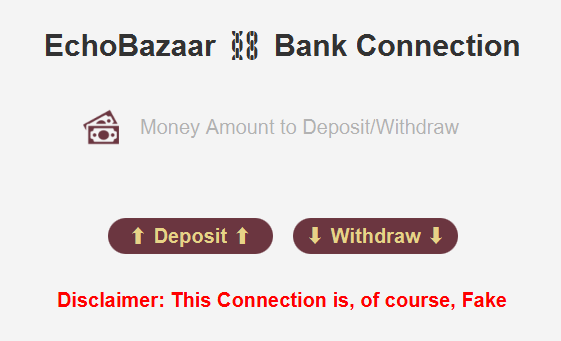 EchoBazaar ⛓ Bank Connection
Money Amount to Deposit/Withdraw
⬆ Deposit ⬆ ⬇ Withdraw ⬇
Disclaimer: This Connection is, of course, Fake